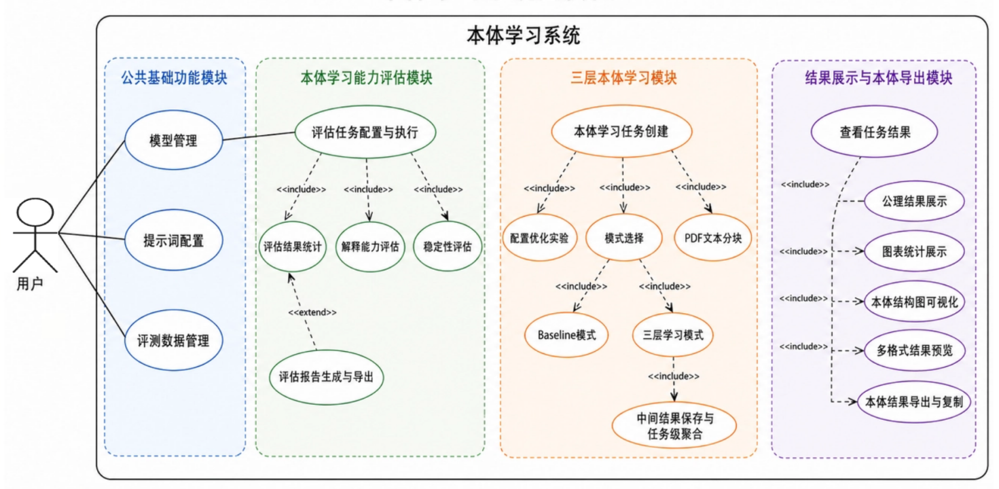 本体学习系统
公共基础功能模块
模型管理
提示词配置
评测数据管理
用户
本体学习能力评估模块
评估任务配置与执行
<<include>>
<<include>>
<<include>>
评估结果统计
解释能力评估
稳定性评估
<<extend>>
评估报告生成与导出
三层本体学习模块
本体学习任务创建
<<include>>
<<include>>
<<include>>
配置优化实验
模式选择
PDF文本分块
<<include>>
<<include>>
Baseline模式
三层学习模式
<<include>>
中间结果保存与
任务级聚合
结果展示与本体导出模块
查看任务结果
<<include>>
公理结果展示
<<include>>
图表统计展示
<<include>>
本体结构图可视化
<<include>>
多格式结果预览
本体结果导出与复制